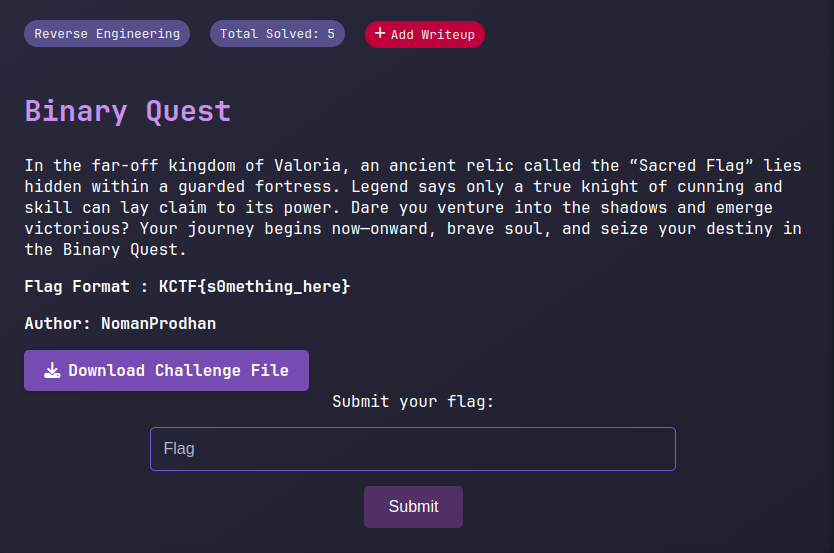 Reverse Engineering
Total Solved: 5
+ Add Writeup
Binary Quest
In the far-off kingdom of Valoria, an ancient relic called the “Sacred Flag” lies
hidden within a guarded fortress. Legend says only a true knight of cunning and
skill can lay claim to its power. Dare you venture into the shadows and emerge
victorious? Your journey begins now—onward, brave soul, and seize your destiny in
the Binary Quest.
Flag Format : KCTF{s0mething_here}
Author: NomanProdhan
Download Challenge File
Submit your flag:
Flag
Submit